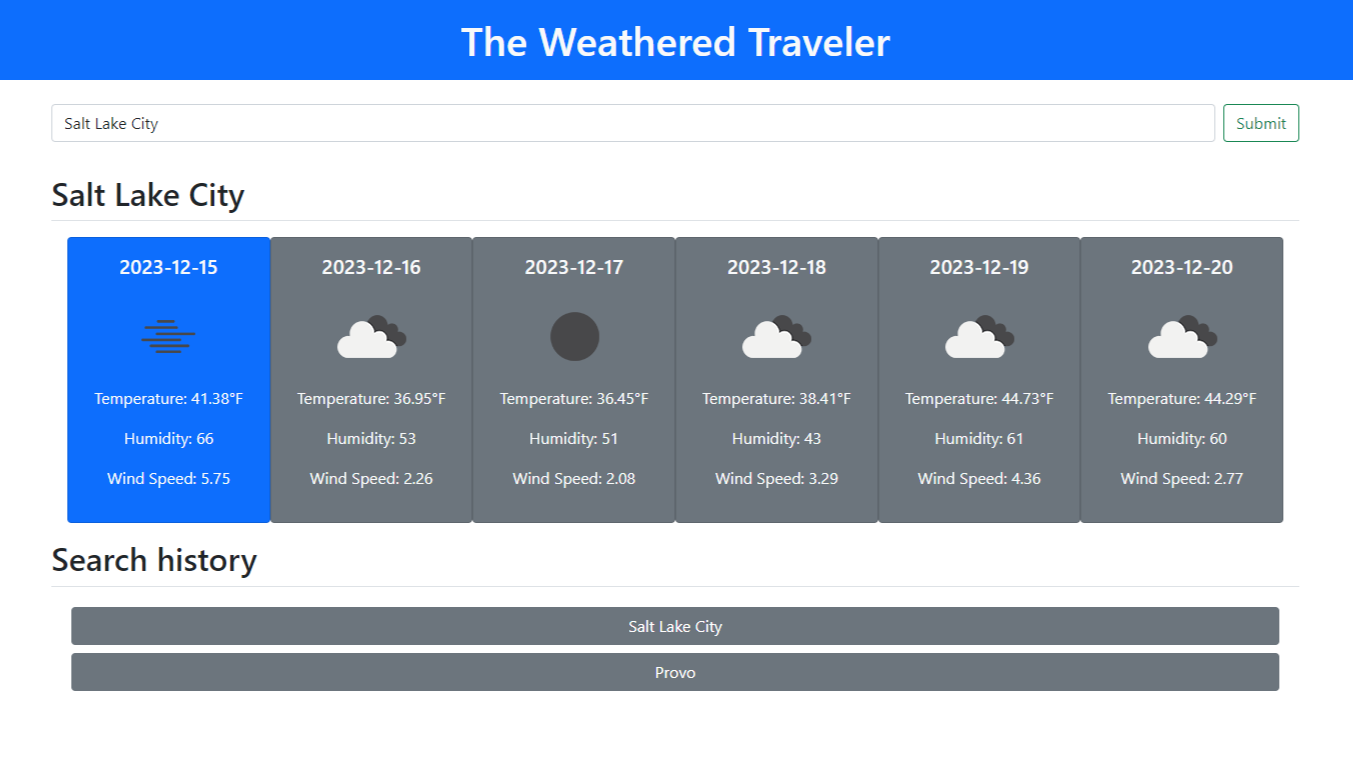 The Weathered Traveler
Salt Lake City
Submit
Salt Lake City
2023-12-15
Temperature: 41.38°F
Humidity: 66
Wind Speed: 5.75
2023-12-16
Temperature: 36.95°F
Humidity: 53
Wind Speed: 2.26
2023-12-17
Temperature: 36.45°F
Humidity: 51
Wind Speed: 2.08
2023-12-18
Temperature: 38.41°F
Humidity: 43
Wind Speed: 3.29
2023-12-19
Temperature: 44.73°F
Humidity: 61
Wind Speed: 4.36
2023-12-20
Temperature: 44.29°F
Humidity: 60
Wind Speed: 2.77
Search history
Salt Lake City
Provo